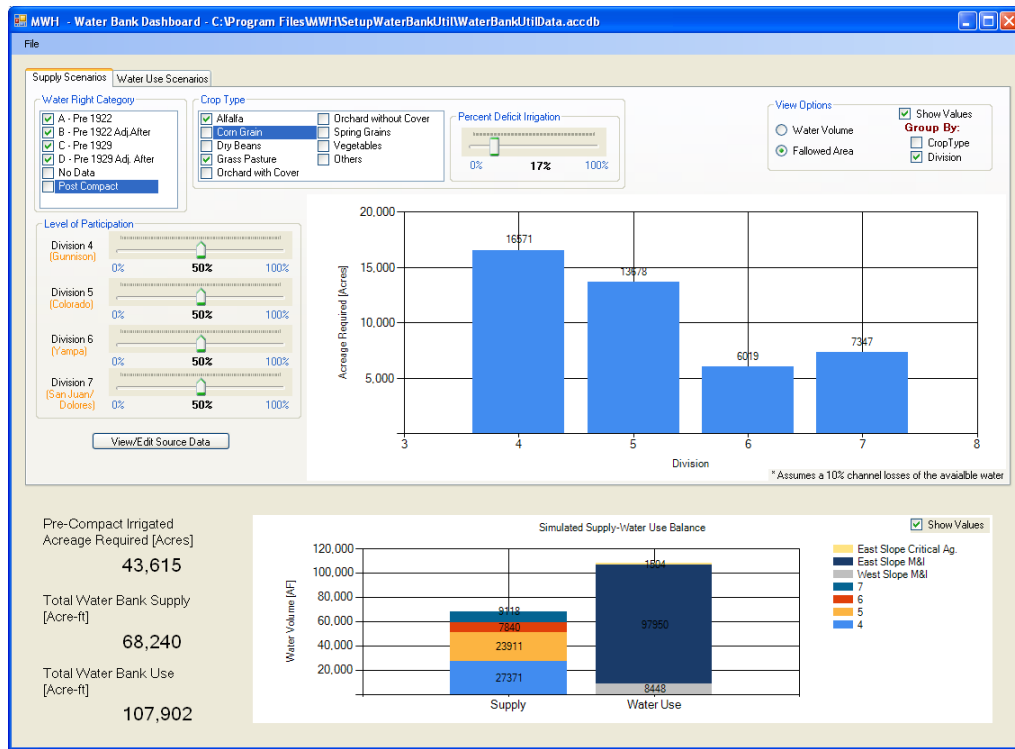 MWH - Water Bank Dashboard - C:\Program Files\MWH\SetupWaterBankUtil\WaterBankUtilData.accdb
File
Supply Scenarios
Water Use Scenarios
Water Right Category
A - Pre 1922
B - Pre 1922 Adj.After
C - Pre 1929
D - Pre 1929 Adj. After
No Data
Post Compact
Crop Type
Alfalfa
Corn Grain
Dry Beans
Grass Pasture
Orchard with Cover
Orchard without Cover
Spring Grains
Vegetables
Others
Percent Deficit Irrigation
0% 17% 100%
View Options
Water Volume
Fallowed Area
Show Values
Group By:
CropType
Division
Level of Participation
Division 4
(Gunnison)
0% 50% 100%
Division 5
(Colorado)
0% 50% 100%
Division 6
(Yampa)
0% 50% 100%
Division 7
(San Juan/
Dolores)
0% 50% 100%
View/Edit Source Data
Acreage Required [Acres]
20,000
15,000
10,000
5,000
16571
13678
6019
7347
3 4 5 6 7 8
Division
* Assumes a 10% channel losses of the avaialble water
Pre-Compact Irrigated
Acreage Required [Acres]
43,615
Total Water Bank Supply
[Acre-ft]
68,240
Total Water Bank Use
[Acre-ft]
107,902
Simulated Supply-Water Use Balance
Show Values
Water Volume [AF]
120,000
100,000
80,000
60,000
40,000
20,000
9118
7840
23911
27371
1504
97950
8448
Supply Water Use
East Slope Critical Ag.
East Slope M&I
West Slope M&I
7
6
5
4